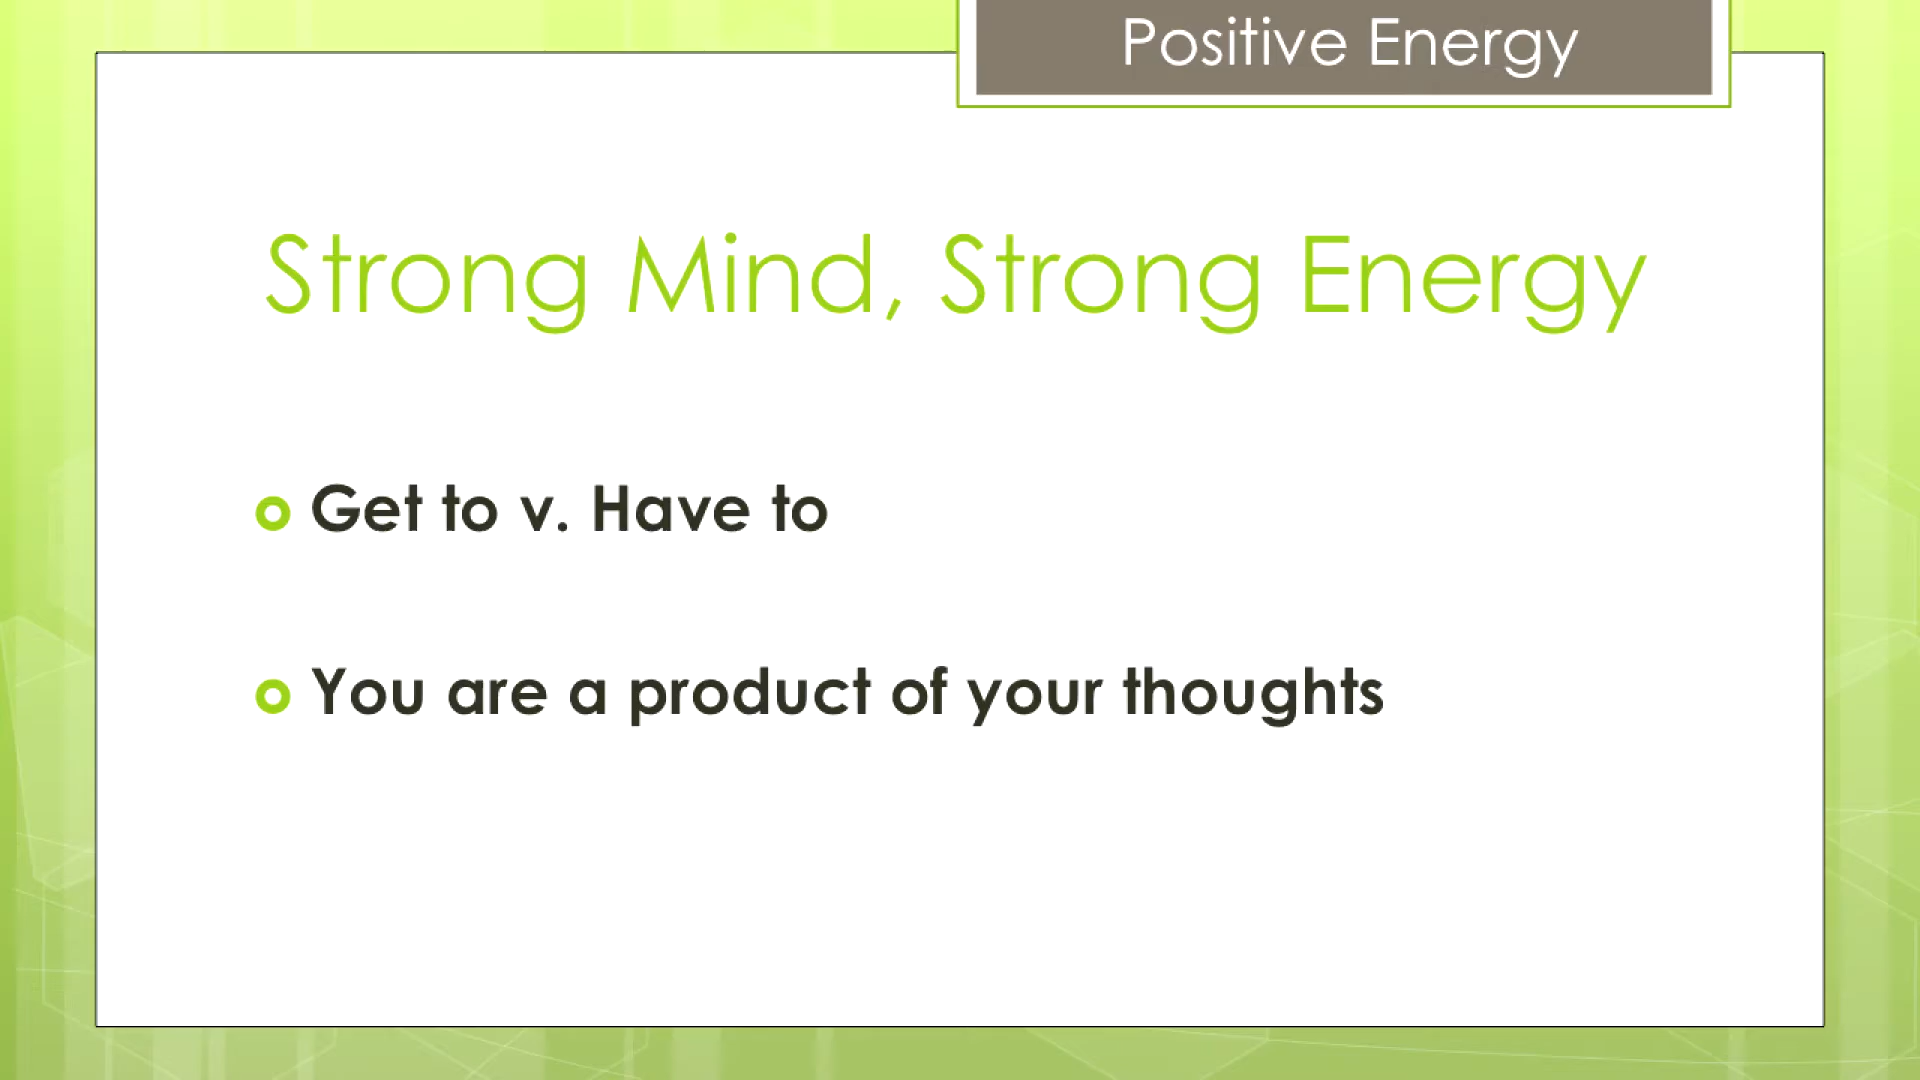 Positive Energy
Strong Mind, Strong Energy
Get to v. Have to
You are a product of your thoughts